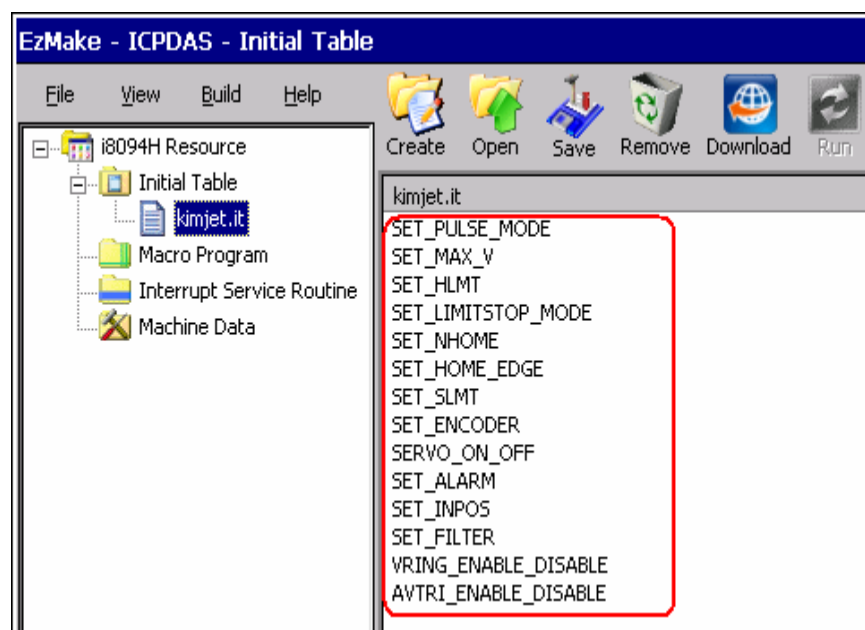 EzMake - ICPDAS - Initial Table
File View Build Help
Create Open Save Remove Download Run
i8094H Resource
Initial Table
kimjet.it
Macro Program
Interrupt Service Routine
Machine Data
kimjet.it
SET_PULSE_MODE
SET_MAX_V
SET_HLMT
SET_LIMITSTOP_MODE
SET_NHOME
SET_HOME_EDGE
SET_SLMT
SET_ENCODER
SERVO_ON_OFF
SET_ALARM
SET_INPOS
SET_FILTER
VRING_ENABLE_DISABLE
AVTRI_ENABLE_DISABLE